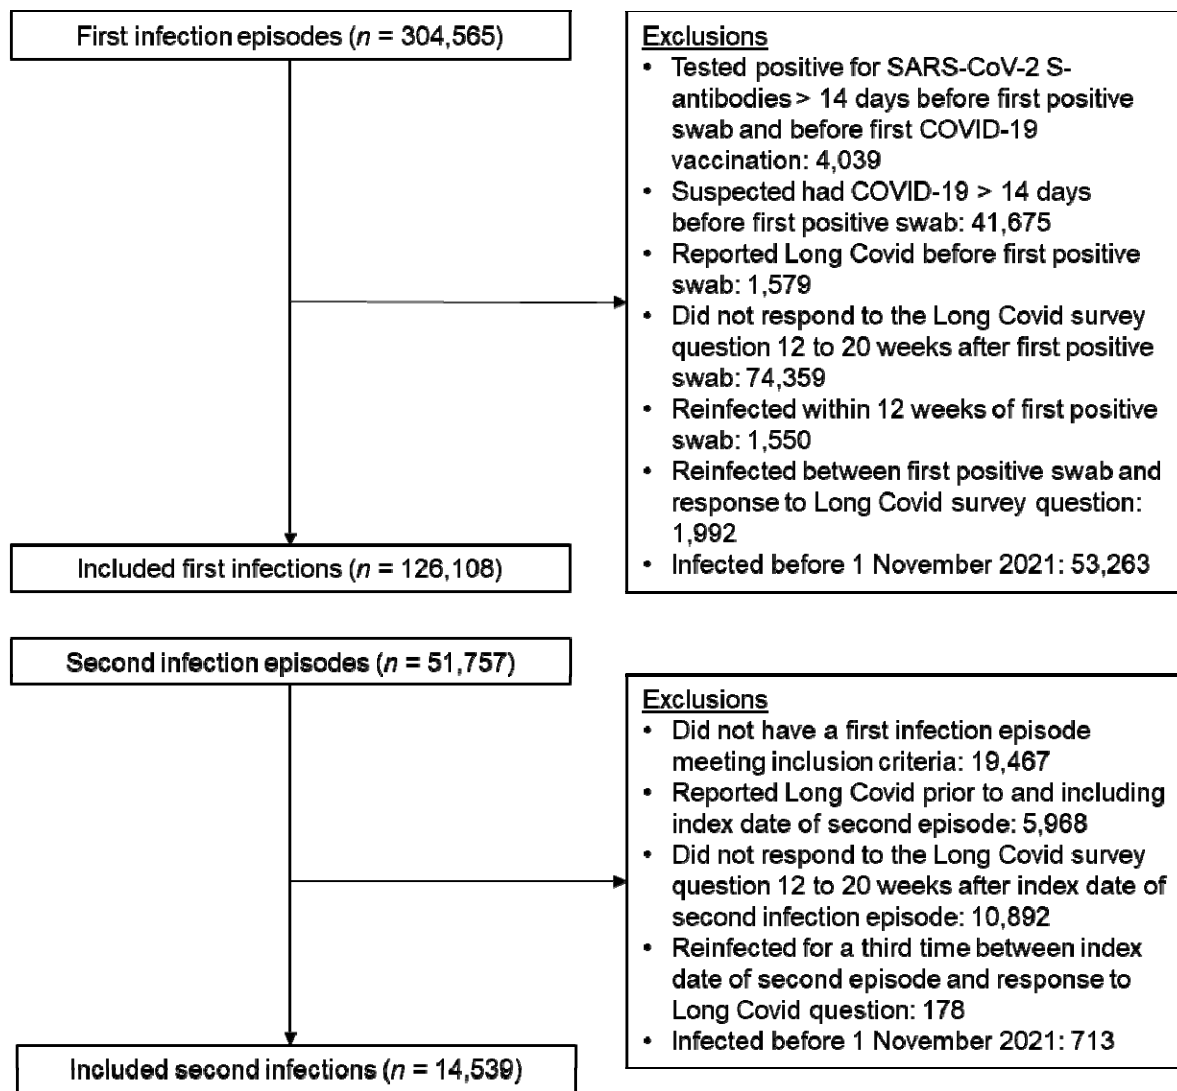 First infection episodes (n = 304,565)
Exclusions
• Tested positive for SARS-CoV-2 S-
antibodies > 14 days before first positive
swab and before first COVID-19
vaccination: 4,039
• Suspected had COVID-19 > 14 days
before first positive swab: 41,675
• Reported Long Covid before first positive
swab: 1,579
• Did not respond to the Long Covid survey
question 12 to 20 weeks after first positive
swab: 74,359
• Reinfected within 12 weeks of first positive
swab: 1,550
• Reinfected between first positive swab and
response to Long Covid survey question:
1,992
• Infected before 1 November 2021: 53,263
Included first infections (n = 126,108)
Second infection episodes (n = 51,757)
Exclusions
• Did not have a first infection episode
meeting inclusion criteria: 19,467
• Reported Long Covid prior to and including
index date of second episode: 5,968
• Did not respond to the Long Covid survey
question 12 to 20 weeks after index date of
second infection episode: 10,892
• Reinfected for a third time between index
date of second episode and response to
Long Covid question: 178
• Infected before 1 November 2021: 713
Included second infections (n = 14,539)